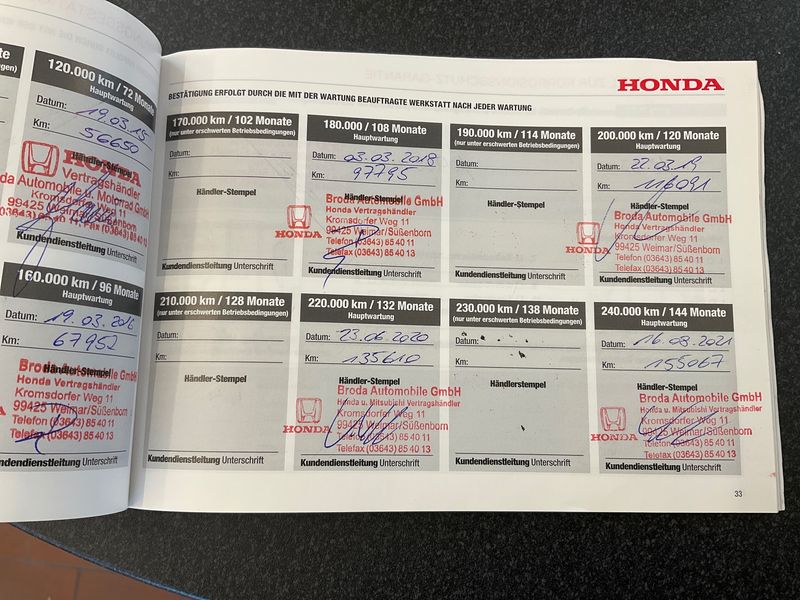 120.000 km / 72 Monate
Hauptwartung
Datum: 19.03.15
Km: 56650
Händler-Stempel
HONDA
Vertragshändler
Broda Automobile u. Motorrad GmbH
Kromsdorfer Weg 11
99425 Weimar/Süßenborn
Kundendienstleitung Unterschrift
160.000 km / 96 Monate
Hauptwartung
Datum: 19.03.2016
Km: 67952
Händler-Stempel
Broda Automobile GmbH
Honda Vertragshändler
Kromsdorfer Weg 11
99425 Weimar/Süßenborn
Telefon (03643) 85 40 11
Telefax (03643) 85 40 13
Kundendienstleitung Unterschrift
HONDA
BESTÄTIGUNG ERFOLGT DURCH DIE MIT DER WARTUNG BEAUFTRAGTE WERKSTATT NACH JEDER WARTUNG
170.000 km / 102 Monate
(nur unter erschwerten Betriebsbedingungen)
Datum:
Km:
Händler-Stempel
Kundendienstleitung Unterschrift
180.000 / 108 Monate
Hauptwartung
Datum: 03.03.2018
Km: 97795
Händler-Stempel
Broda Automobile GmbH
Honda Vertragshändler
Kromsdorfer Weg 11
99425 Weimar/Süßenborn
Telefon (03643) 85 40 11
Telefax (03643) 85 40 13
HONDA
Kundendienstleitung Unterschrift
190.000 km / 114 Monate
(nur unter erschwerten Betriebsbedingungen)
Datum:
Km:
Händler-Stempel
Kundendienstleitung Unterschrift
200.000 km / 120 Monate
Hauptwartung
Datum: 22.03.19
Km: 116091
Händler-Stempel
Broda Automobile GmbH
Honda Vertragshändler
Kromsdorfer Weg 11
99425 Weimar/Süßenborn
Telefon (03643) 85 40 11
Telefax (03643) 85 40 13
HONDA
Kundendienstleitung Unterschrift
210.000 km / 128 Monate
(nur unter erschwerten Betriebsbedingungen)
Datum:
Km:
Händler-Stempel
Kundendienstleitung Unterschrift
220.000 km / 132 Monate
Hauptwartung
Datum: 23.06.2020
Km: 135610
Händler-Stempel
Broda Automobile GmbH
Honda u. Mitsubishi Vertragshändler
Kromsdorfer Weg 11
99425 Weimar/Süßenborn
Telefon (03643) 85 40 11
Telefax (03643) 85 40 13
HONDA
Kundendienstleitung Unterschrift
230.000 km / 138 Monate
(nur unter erschwerten Betriebsbedingungen)
Datum:
Km:
Händlerstempel
Kundendienstleitung Unterschrift
240.000 km / 144 Monate
Hauptwartung
Datum: 16.08.2021
Km: 155067
Händler-Stempel
Broda Automobile GmbH
Honda u. Mitsubishi Vertragshändler
Kromsdorfer Weg 11
99425 Weimar/Süßenborn
Telefon (03643) 85 40 11
Telefax (03643) 85 40 13
HONDA
Kundendienstleitung Unterschrift
33